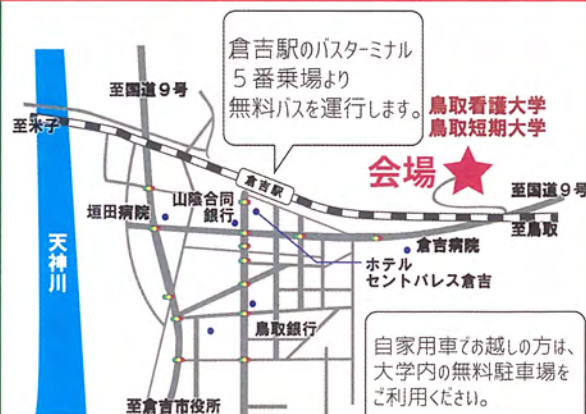 倉吉駅のバスターミナル
5番乗場より
無料バスを運行します。
鳥取看護大学
鳥取短期大学
会場
至国道9号
至米子
倉吉駅
至国道9号
至鳥取
山陰合同
銀行
垣田病院
倉吉病院
ホテル
セントパレス倉吉
天神川
鳥取銀行
至倉吉市役所
自家用車でお越しの方は、
大学内の無料駐車場を
ご利用ください。